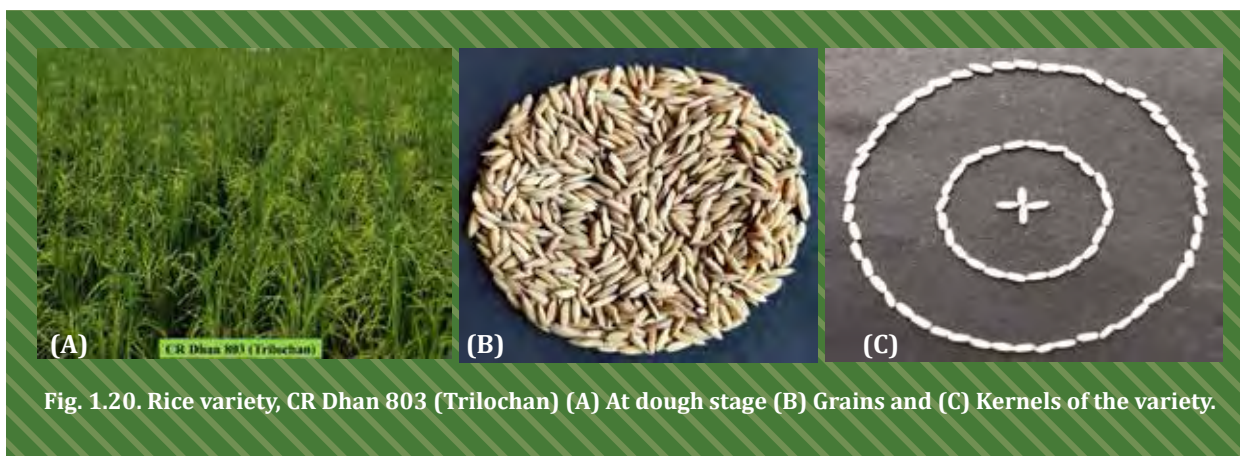 (A)
CR Dhan 803 (Trilochan)
(B)
(C)
Fig. 1.20. Rice variety, CR Dhan 803 (Trilochan) (A) At dough stage (B) Grains and (C) Kernels of the variety.